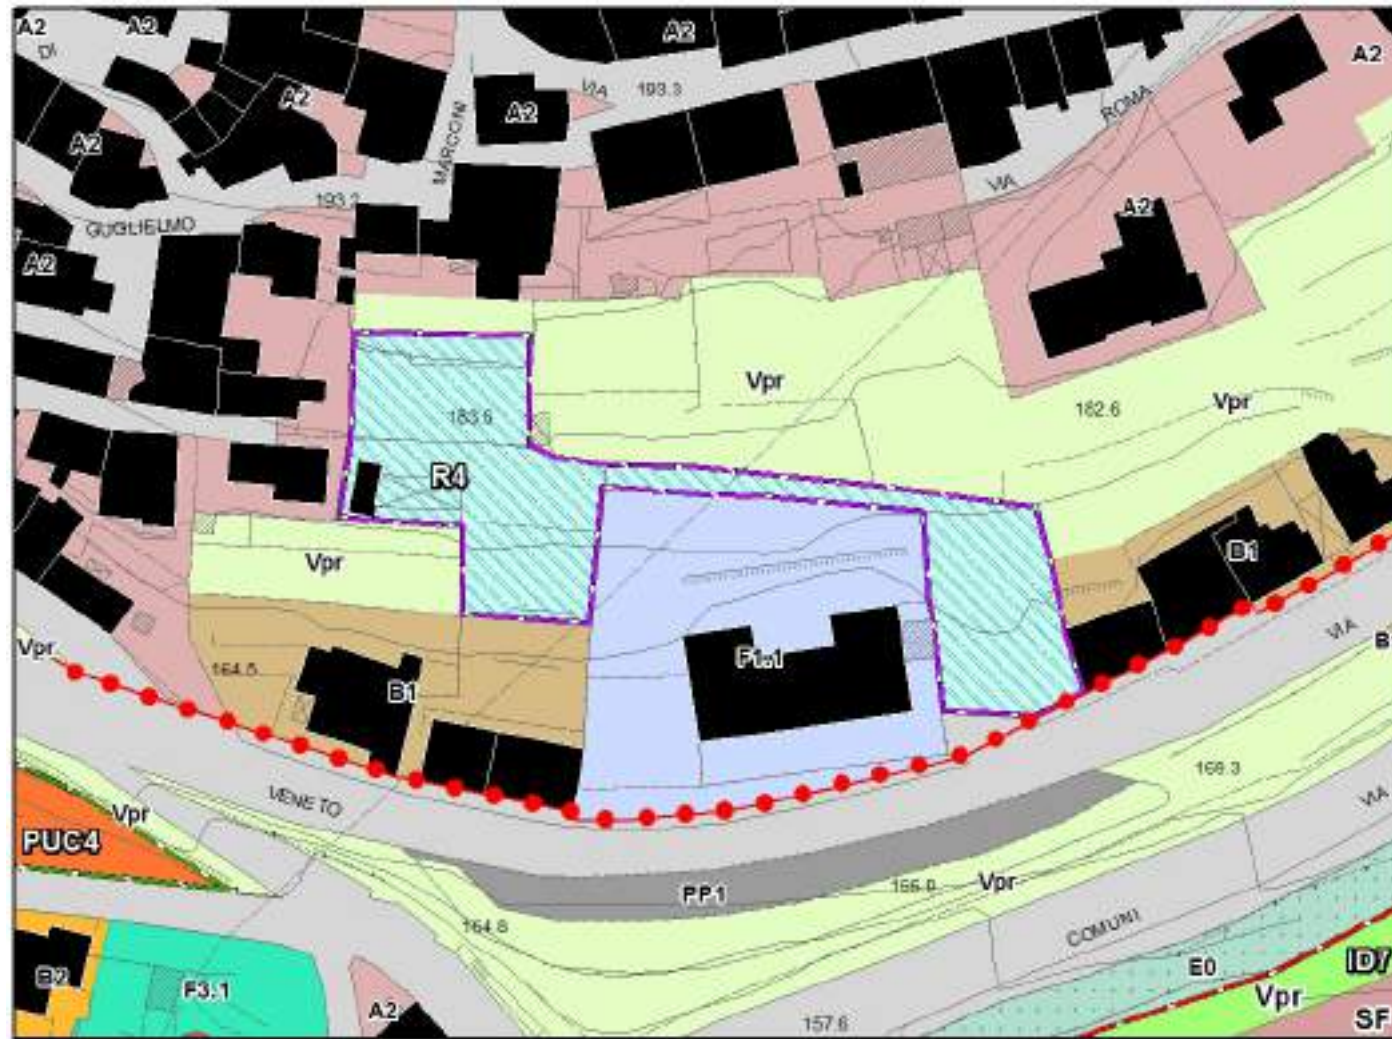 A2
A2
A2
A2
DI
VIA
193.3
A2
A2
ROMA
A2
MARCONI
193.2
VIA
A2
GUGLIELMO
A2
Vpr
182.6
Vpr
183.6
R4
Vpr
B1
Vpr
164.5
B1
F1.1
VIA
B
169.3
VENETO
Vpr
PUC4
VIA
PP1
166.0
Vpr
164.8
COMUNI
B2
F3.1
E0
ID7
Vpr
A2
157.6
SF